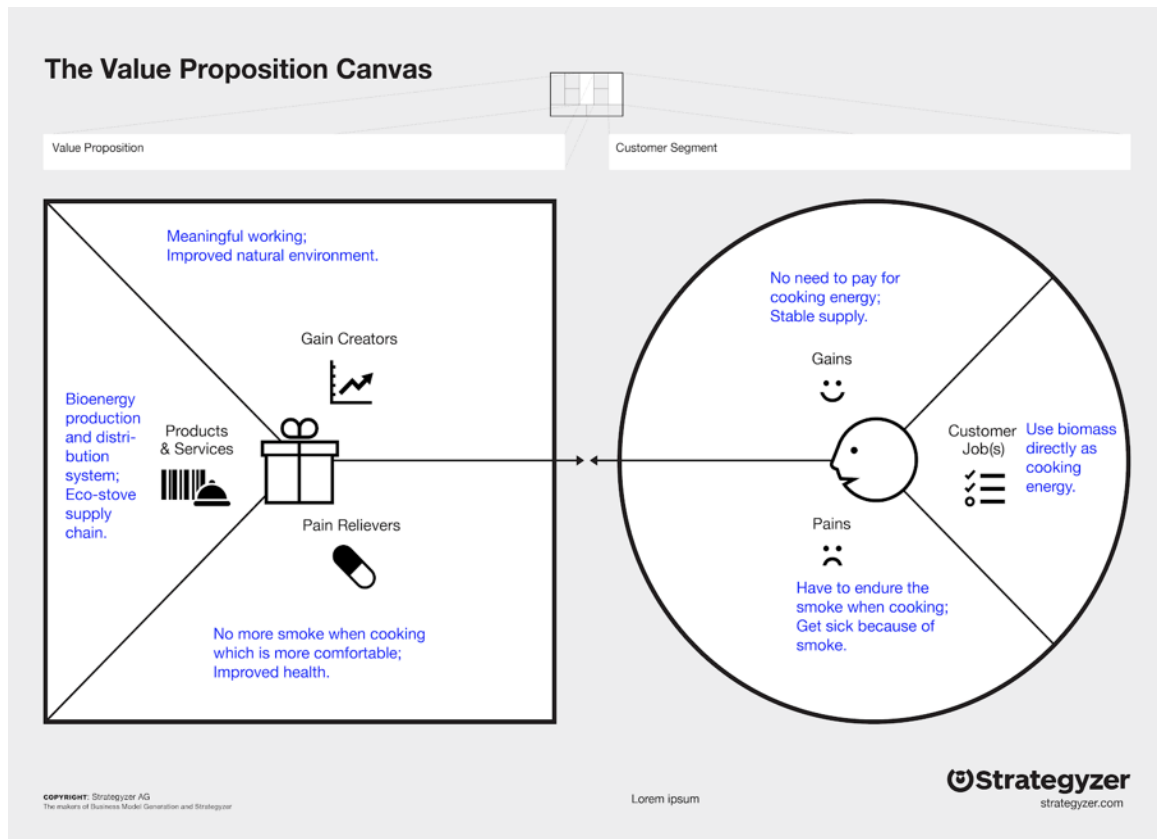 The Value Proposition Canvas
Value Proposition
Customer Segment
Meaningful working;
Improved natural environment.
Gain Creators
Bioenergy
production
and distri-
bution
system;
Eco-stove
supply
chain.
Products
& Services
Pain Relievers
No more smoke when cooking
which is more comfortable;
Improved health.
No need to pay for
cooking energy;
Stable supply.
Gains
Customer
Job(s)
Use biomass
directly as
cooking
energy.
Pains
Have to endure the
smoke when cooking;
Get sick because of
smoke.
COPYRIGHT: Strategyzer AG
The makers of Business Model Generation and Strategyzer
Lorem ipsum
Strategyzer
strategyzer.com